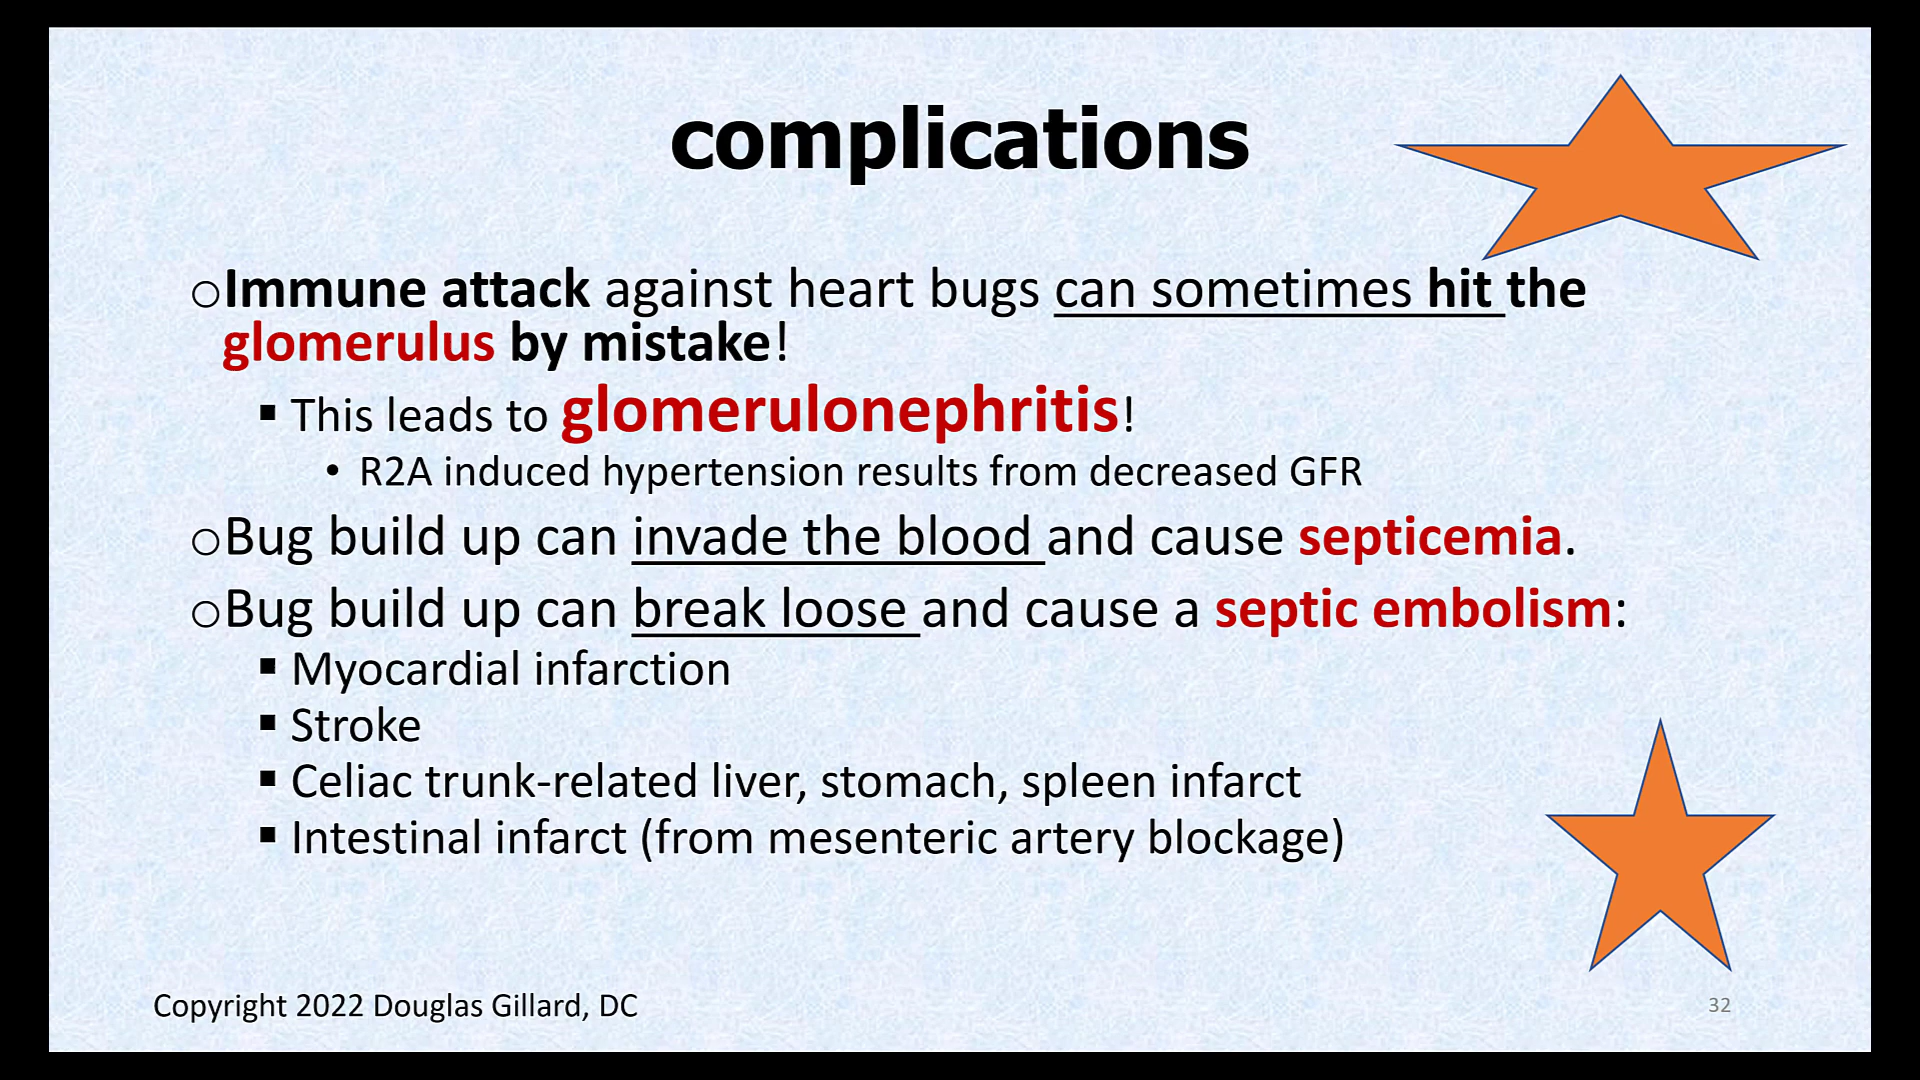 complications
oImmune attack against heart bugs can sometimes hit the
glomerulus by mistake!
▪ This leads to glomerulonephritis!
• R2A induced hypertension results from decreased GFR
oBug build up can invade the blood and cause septicemia.
oBug build up can break loose and cause a septic embolism:
▪ Myocardial infarction
▪ Stroke
▪ Celiac trunk-related liver, stomach, spleen infarct
▪ Intestinal infarct (from mesenteric artery blockage)
Copyright 2022 Douglas Gillard, DC
32